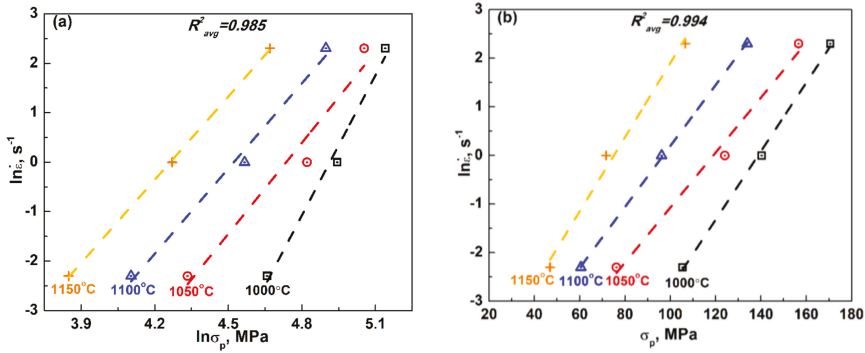 (a)
R²avg=0.985
3
2
1
0
-1
-2
-3
lnε̇, s⁻¹
1150°C
1100°C
1050°C
1000°C
3.9
4.2
4.5
4.8
5.1
lnσp, MPa
(b)
R²avg=0.994
3
2
1
0
-1
-2
-3
lnε̇, s⁻¹
1150°C
1100°C
1050°C
1000°C
20
40
60
80
100
120
140
160
180
σp, MPa